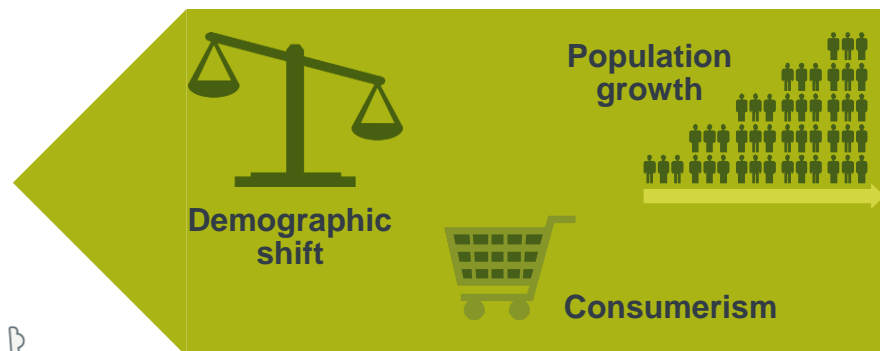 Population
growth
Demographic
shift
Consumerism